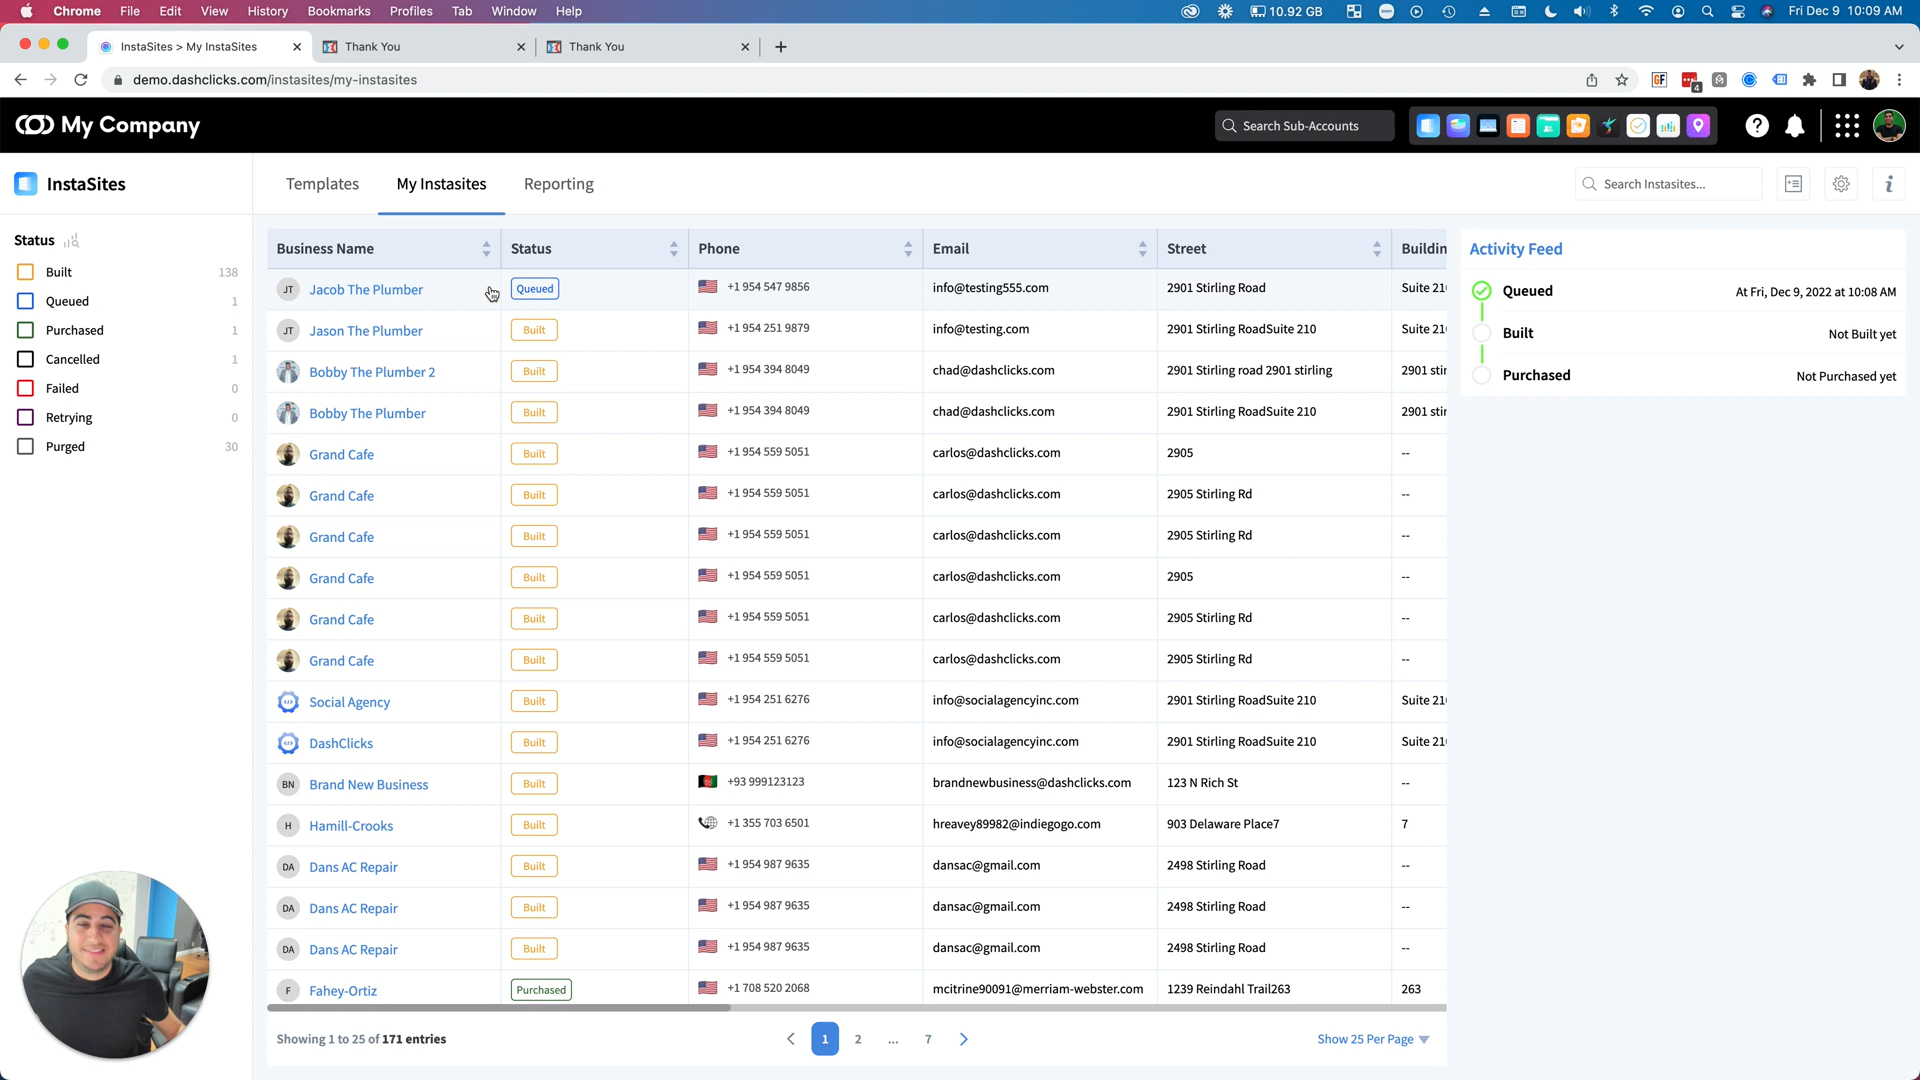 Chrome File Edit View History Bookmarks Profiles Tab Window Help 10.92 GB Fri Dec 9 10:09 AM
InstaSites > My InstaSites Thank You Thank You
demo.dashclicks.com/instasites/my-instasites 4
My Company Search Sub-Accounts
InstaSites Templates My Instasites Reporting Search Instasites...
Status
Built 138
Queued 1
Purchased 1
Cancelled 1
Failed 0
Retrying 0
Purged 30
Business Name Status Phone Email Street Buildin
JT Jacob The Plumber Queued +1 954 547 9856 info@testing555.com 2901 Stirling Road Suite 210
JT Jason The Plumber Built +1 954 251 9879 info@testing.com 2901 Stirling RoadSuite 210 Suite 210
Bobby The Plumber 2 Built +1 954 394 8049 chad@dashclicks.com 2901 Stirling road 2901 stirling 2901 stir
Bobby The Plumber Built +1 954 394 8049 chad@dashclicks.com 2901 Stirling RoadSuite 210 2901 stir
Grand Cafe Built +1 954 559 5051 carlos@dashclicks.com 2905 --
Grand Cafe Built +1 954 559 5051 carlos@dashclicks.com 2905 Stirling Rd --
Grand Cafe Built +1 954 559 5051 carlos@dashclicks.com 2905 Stirling Rd --
Grand Cafe Built +1 954 559 5051 carlos@dashclicks.com 2905 --
Grand Cafe Built +1 954 559 5051 carlos@dashclicks.com 2905 Stirling Rd --
Grand Cafe Built +1 954 559 5051 carlos@dashclicks.com 2905 Stirling Rd --
Social Agency Built +1 954 251 6276 info@socialagencyinc.com 2901 Stirling RoadSuite 210 Suite 210
DashClicks Built +1 954 251 6276 info@socialagencyinc.com 2901 Stirling RoadSuite 210 Suite 210
BN Brand New Business Built +93 999123123 brandnewbusiness@dashclicks.com 123 N Rich St --
H Hamill-Crooks Built +1 355 703 6501 hreavey89982@indiegogo.com 903 Delaware Place7 7
DA Dans AC Repair Built +1 954 987 9635 dansac@gmail.com 2498 Stirling Road --
DA Dans AC Repair Built +1 954 987 9635 dansac@gmail.com 2498 Stirling Road --
DA Dans AC Repair Built +1 954 987 9635 dansac@gmail.com 2498 Stirling Road --
F Fahey-Ortiz Purchased +1 708 520 2068 mcitrine90091@merriam-webster.com 1239 Reindahl Trail263 263
Showing 1 to 25 of 171 entries 1 2 ... 7 Show 25 Per Page
Activity Feed
Queued At Fri, Dec 9, 2022 at 10:08 AM
Built Not Built yet
Purchased Not Purchased yet